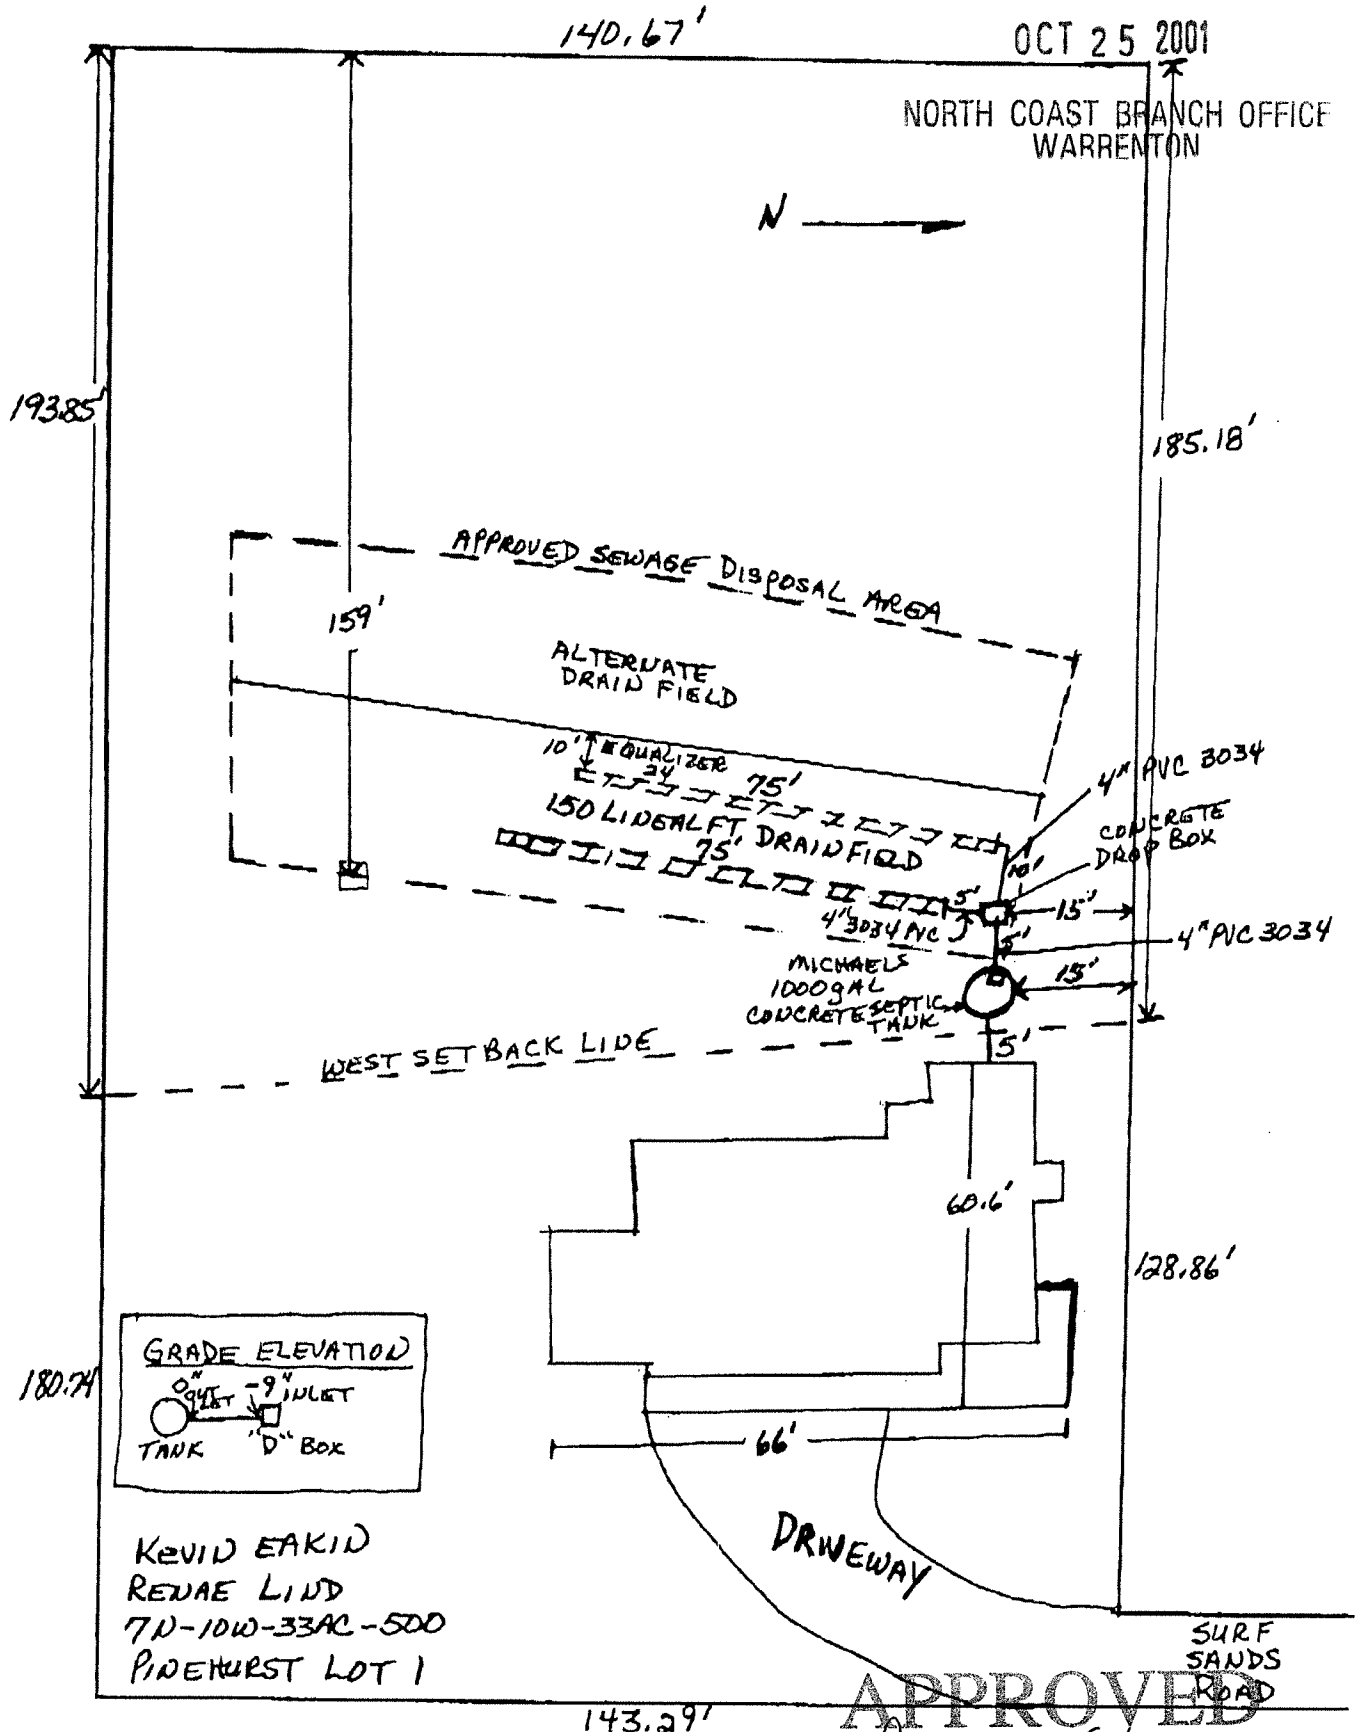 140.67'
OCT 25 2001
NORTH COAST BRANCH OFFICE
WARRENTON
N
193.85'
185.18'
APPROVED SEWAGE DISPOSAL AREA
159'
ALTERNATE
DRAIN FIELD
10'
EQUALIZER
24
75'
4" PVC 3034
150 LINEAL FT. DRAIN FIELD
CONCRETE
DROP BOX
75'
10'
5'
15'
4" 3034 PVC
5'
4" PVC 3034
MICHAELS
1000 gAL
CONCRETE SEPTIC
TANK
15'
WEST SET BACK LINE
5'
60.6'
128.86'
GRADE ELEVATION
0"
OUTLET
-9"
INLET
TANK
"D" BOX
180.74'
66'
DRIVEWAY
KEVIN EAKIN
RENAE LIND
7N-10W-33AC-500
PINEHURST LOT 1
SURF
SANDS
ROAD
APPROVED
143.29'